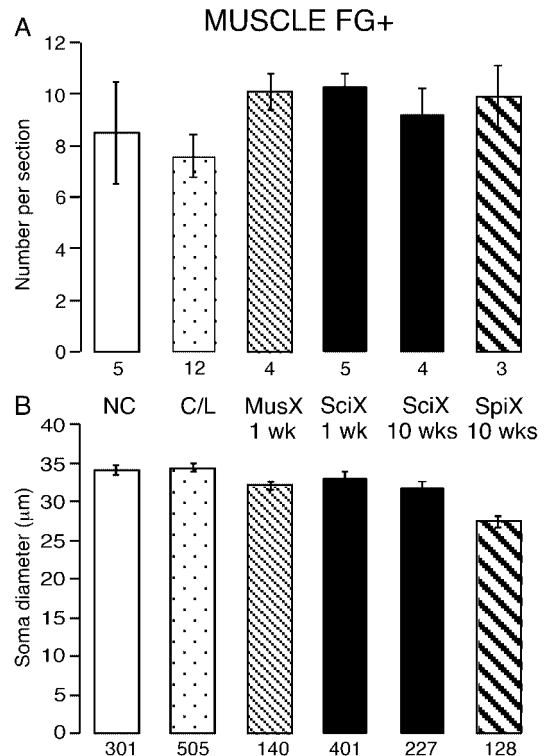 MUSCLE FG+
A
12
10
8
6
4
2
0
Number per section
5 12 4 5 4 3
B
NC C/L MusX SciX SciX SpiX
1 wk 1 wk 10 wks 10 wks
40
35
30
25
20
15
10
5
0
Soma diameter (μm)
301 505 140 401 227 128